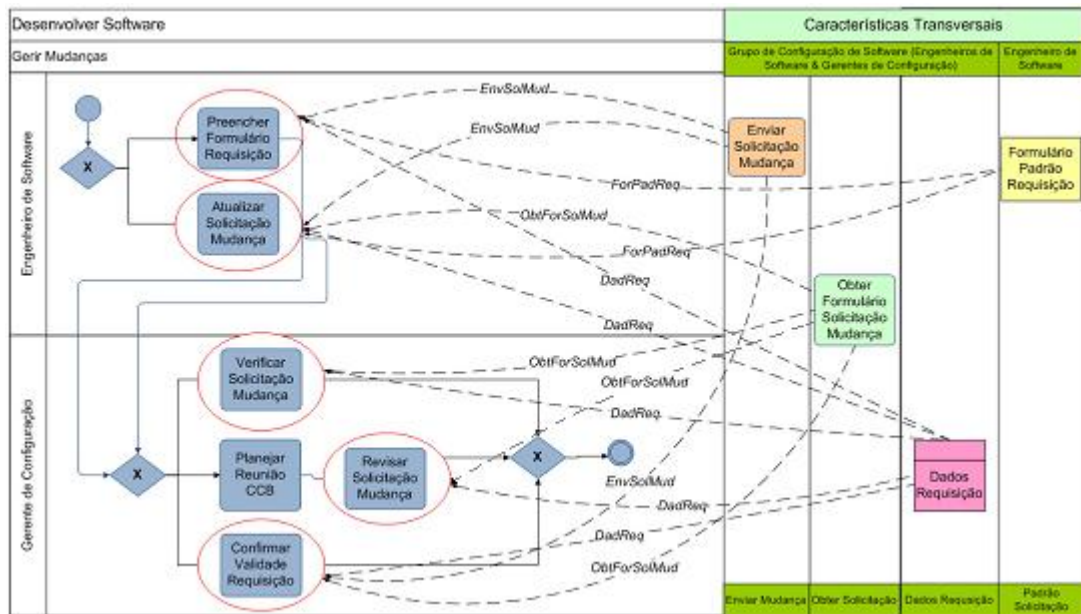 Desenvolver Software
Características Transversais
Gerir Mudanças
Grupo de Configuração de Software (Engenheiros de
Software & Gerentes de Configuração)
Engenheiro de
Software
Engenheiro de Software
Preencher
Formulário
Requisição
X
Atualizar
Solicitação
Mudança
EnvSolMud
EnvSolMud
Enviar
Solicitação
Mudança
Formulário
Padrão
Requisição
ForPadReq
ObtForSolMud
ForPadReq
DadReq
DadReq
Obter
Formulário
Solicitação
Mudança
Gerente de Configuração
Verificar
Solicitação
Mudança
ObtForSolMud
ObtForSolMud
DadReq
X
Planejar
Reunião
CCB
Revisar
Solicitação
Mudança
X
EnvSolMud
Dados
Requisição
DadReq
DadReq
Confirmar
Validade
Requisição
ObtForSolMud
Enviar Mudança
Obter Solicitação
Dados Requsição
Padrão
Solicitação